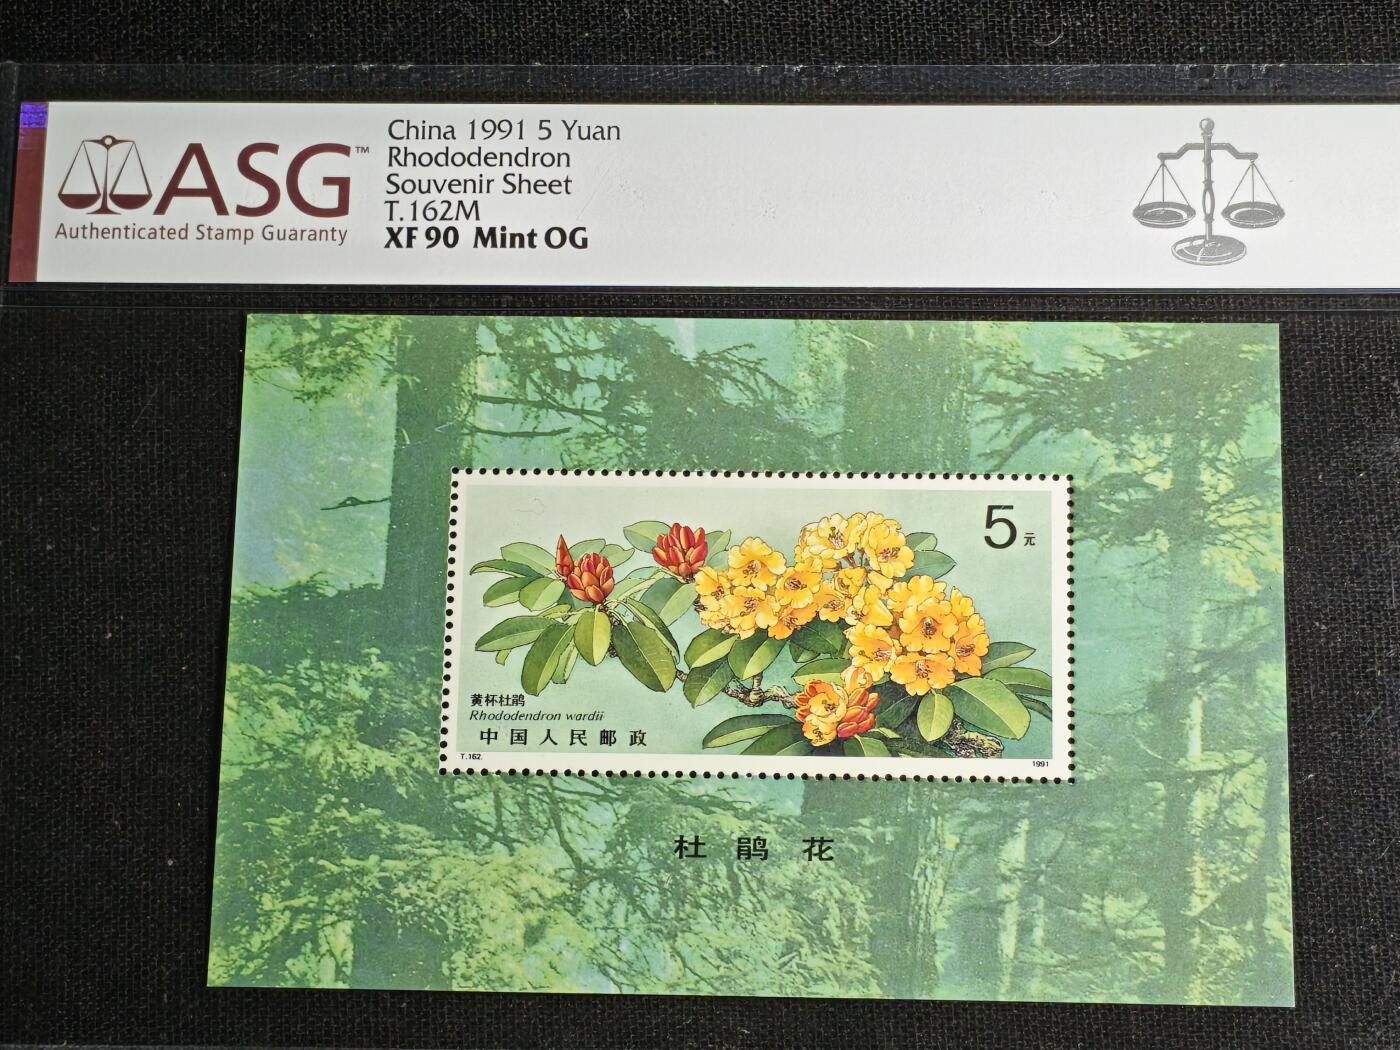 ASG™
Authenticated Stamp Guaranty
China 1991 5 Yuan
Rhododendron
Souvenir Sheet
T.162M
XF 90 Mint OG
5元
黄杯杜鹃
Rhododendron wardii
中国人民邮政
T.162.
1991
杜鹃花